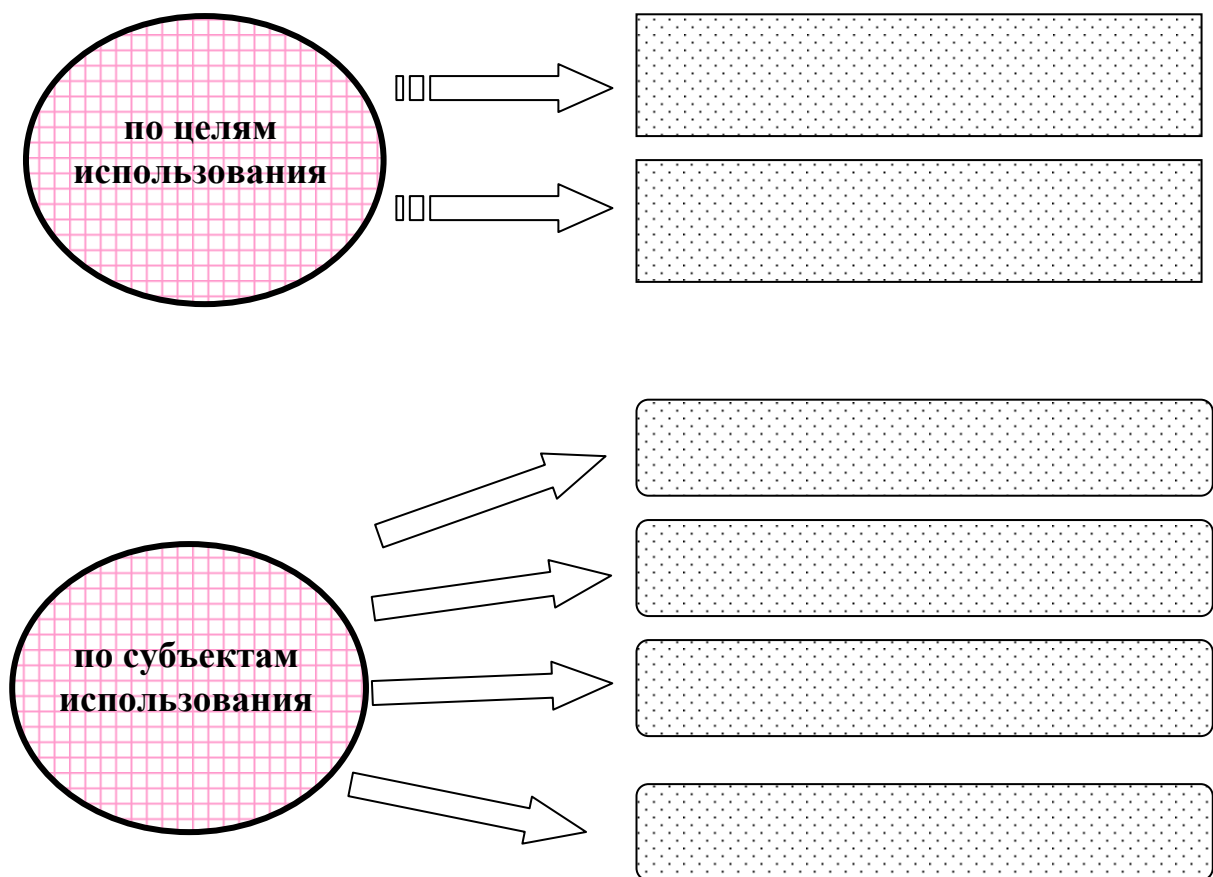 по целям
использования
по субъектам
использования